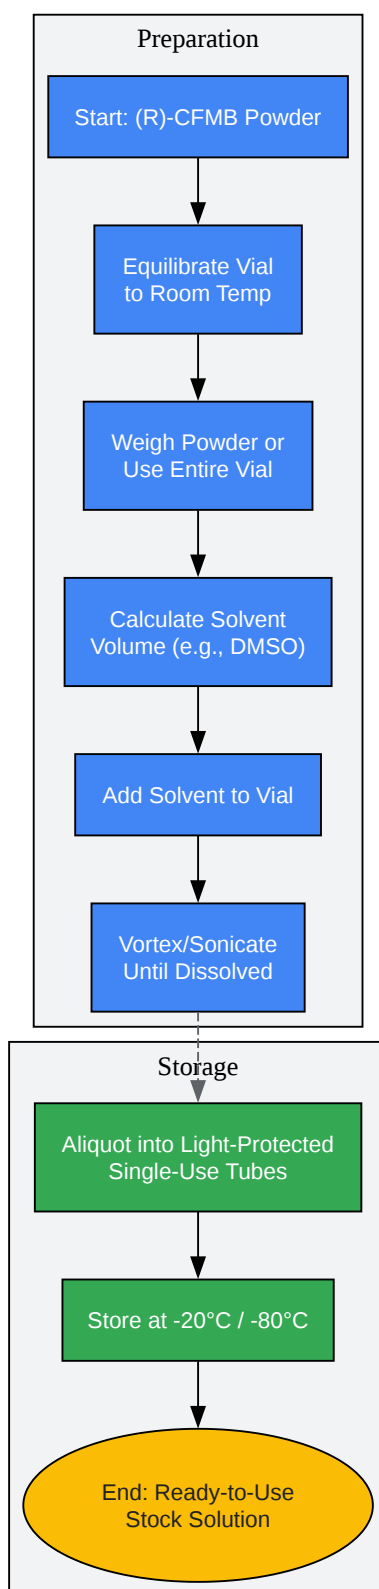 Preparation
Start: (R)-CFMB Powder
Equilibrate Vial
to Room Temp
Weigh Powder or
Use Entire Vial
Calculate Solvent
Volume (e.g., DMSO)
Add Solvent to Vial
Vortex/Sonicate
Until Dissolved
Storage
Aliquot into Light-Protected
Single-Use Tubes
Store at -20°C / -80°C
End: Ready-to-Use
Stock Solution